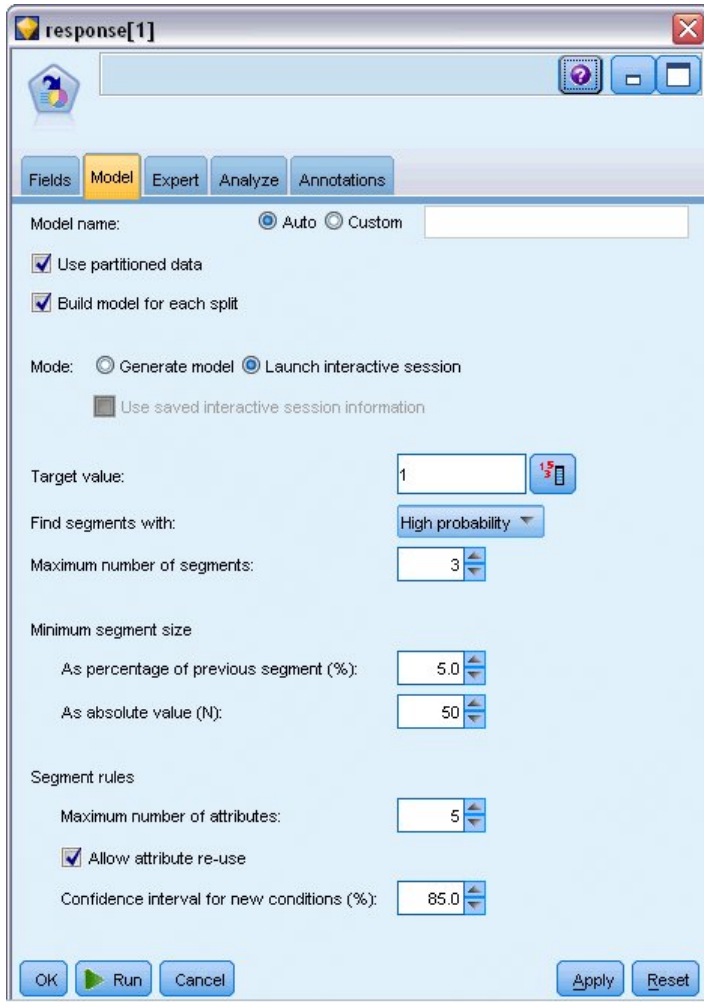 response[1]
Fields Model Expert Analyze Annotations
Model name: Auto Custom
Use partitioned data
Build model for each split
Mode: Generate model Launch interactive session
Use saved interactive session information
Target value: 1
Find segments with: High probability
Maximum number of segments: 3
Minimum segment size
As percentage of previous segment (%): 5.0
As absolute value (N): 50
Segment rules
Maximum number of attributes: 5
Allow attribute re-use
Confidence interval for new conditions (%): 85.0
OK Run Cancel Apply Reset